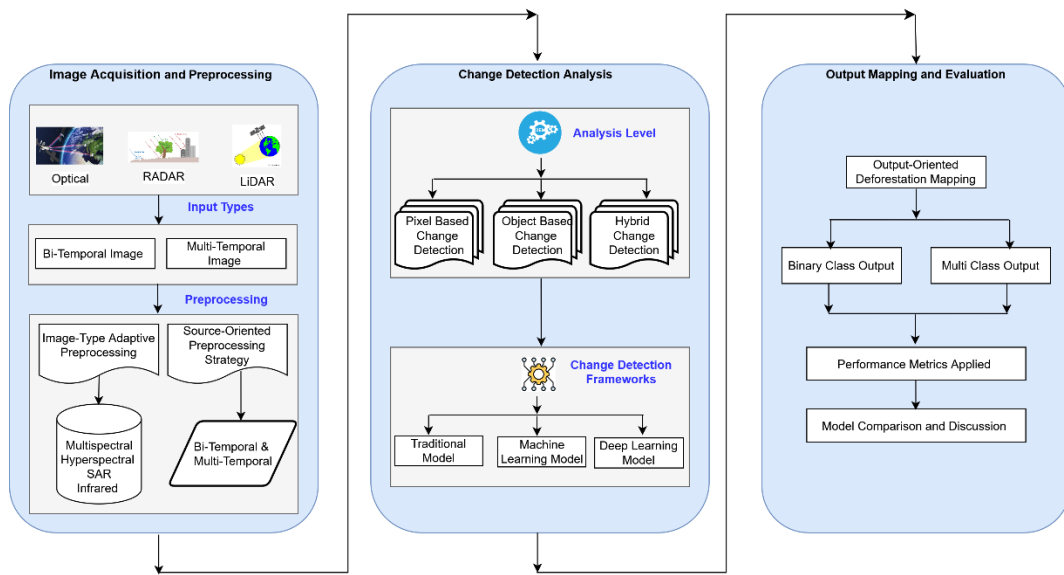 Image Acquisition and Preprocessing
Optical
RADAR
LiDAR
Input Types
Bi-Temporal Image
Multi-Temporal
Image
Preprocessing
Image-Type Adaptive
Preprocessing
Source-Oriented
Preprocessing
Strategy
Multispectral
Hyperspectral
SAR
Infrared
Bi-Temporal &
Multi-Temporal
Change Detection Analysis
Analysis Level
Pixel Based
Change
Detection
Object Based
Change
Detection
Hybrid
Change
Detection
Change Detection
Frameworks
Traditional
Model
Machine
Learning Model
Deep Learning
Model
Output Mapping and Evaluation
Output-Oriented
Deforestation Mapping
Binary Class Output
Multi Class Output
Performance Metrics Applied
Model Comparison and Discussion